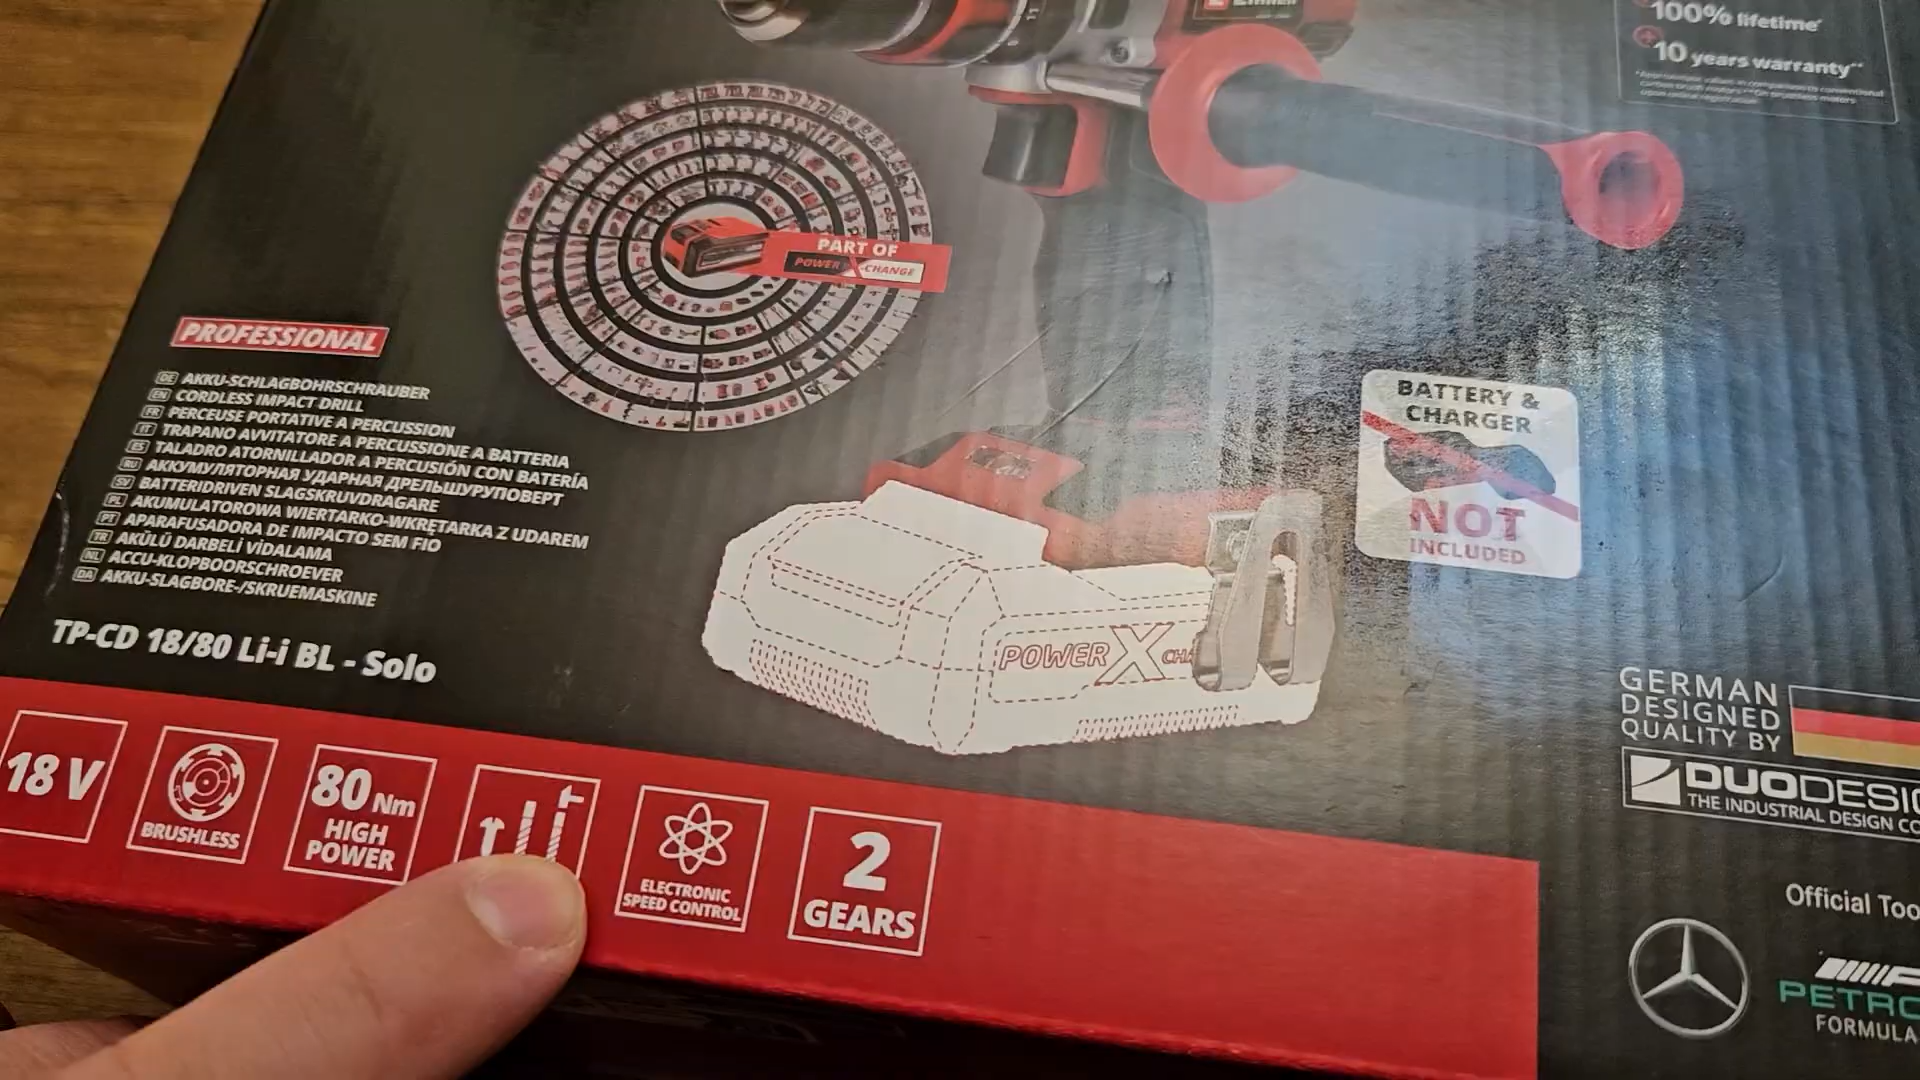 100% lifetime*
10 years warranty**
PART OF
POWER X-CHANGE
PROFESSIONAL
DE AKKU-SCHLAGBOHRSCHRAUBER
EN CORDLESS IMPACT DRILL
FR PERCEUSE PORTATIVE À PERCUSSION
IT TRAPANO AVVITATORE A PERCUSSIONE A BATTERIA
ES TALADRO ATORNILLADOR A PERCUSIÓN CON BATERÍA
RU АККУМУЛЯТОРНАЯ УДАРНАЯ ДРЕЛЬШУРУПОВЕРТ
SV BATTERIDRIVEN SLAGSKRUVDRAGARE
PL AKUMULATOROWA WIERTARKO-WKRĘTARKA Z UDAREM
PT APARAFUSADORA DE IMPACTO SEM FIO
TR AKÜLÜ DARBELİ VİDALAMA
NL ACCU-KLOPBOORSCHROEVER
DA AKKU-SLAGBORE-/SKRUEMASKINE
TP-CD 18/80 Li-i BL - Solo
BATTERY &
CHARGER
NOT
INCLUDED
POWER X CHA
GERMAN
DESIGNED
QUALITY BY
DUODESIG
THE INDUSTRIAL DESIGN CO
18 V
BRUSHLESS
80 Nm
HIGH
POWER
ELECTRONIC
SPEED CONTROL
2
GEARS
Official Too
PETRO
FORMULA